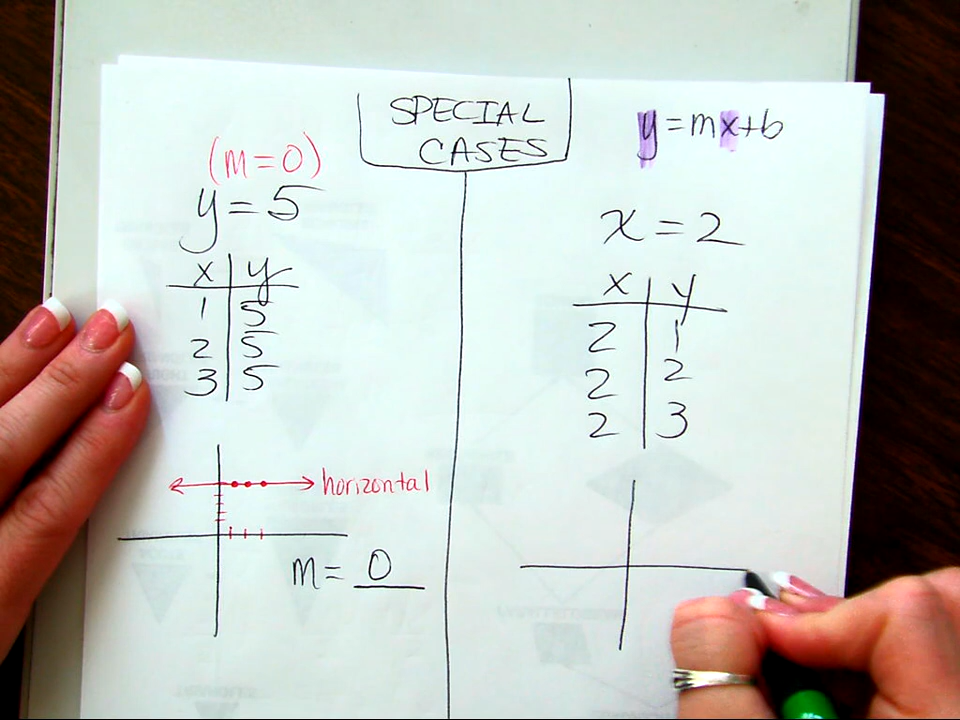 SPECIAL
CASES
y=mx+b
(m=0)
y=5
x y
1 5
2 5
3 5
horizontal
m= 0
x=2
x y
2 1
2 2
2 3